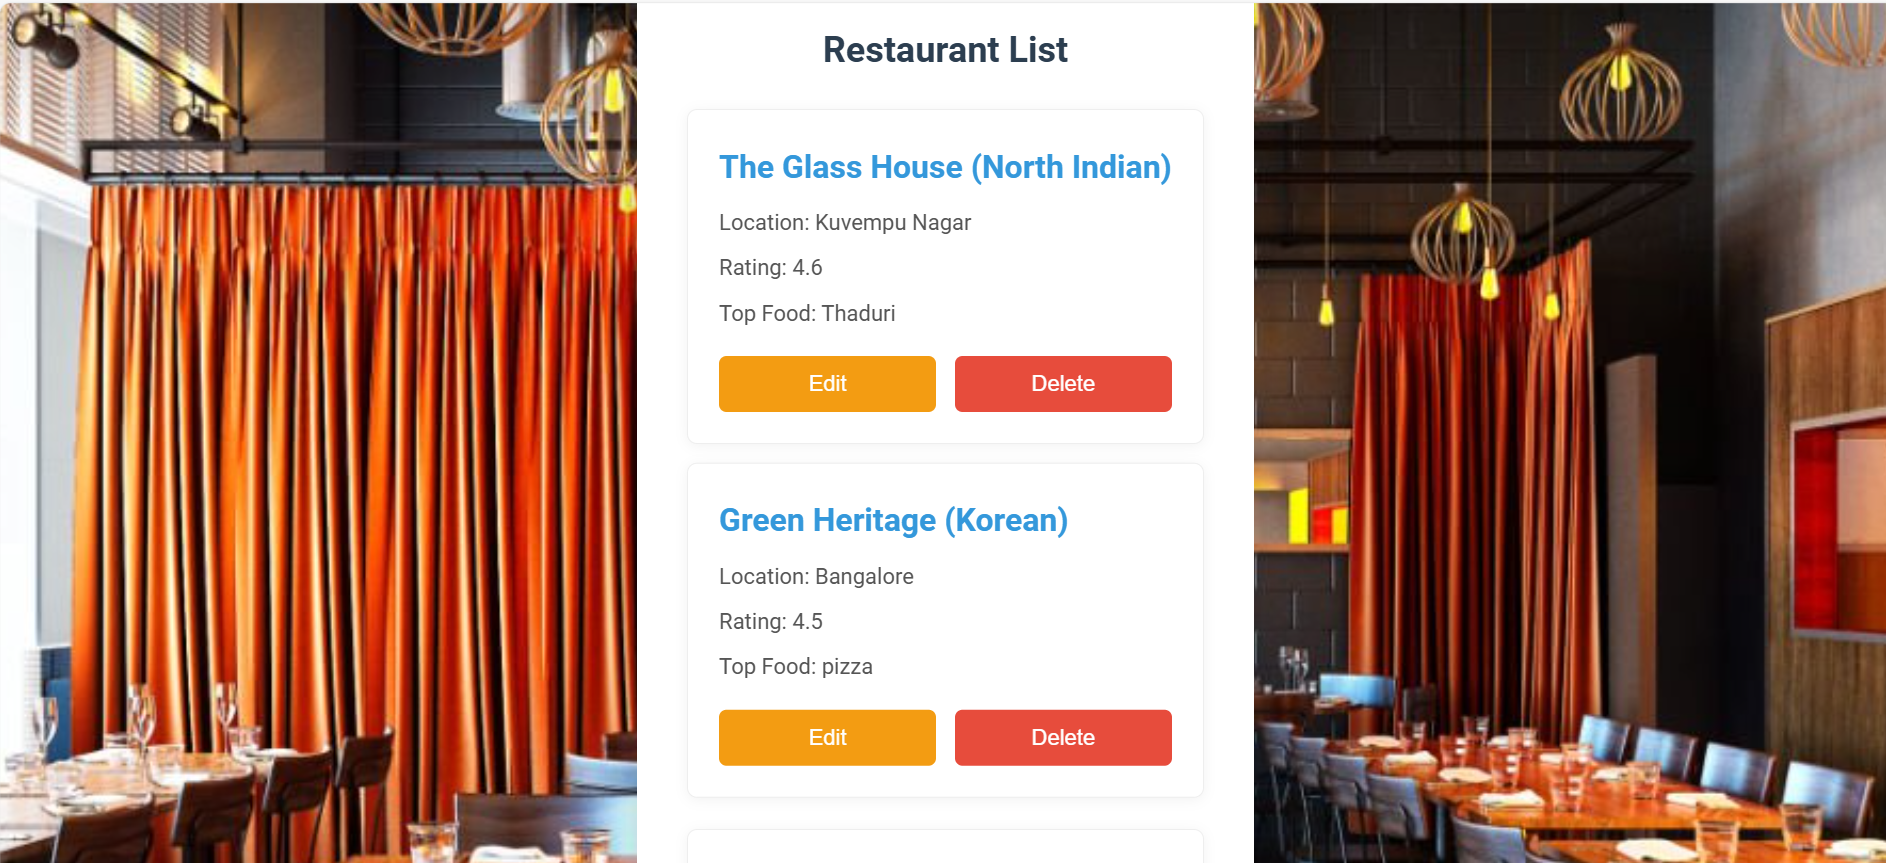 Restaurant List
The Glass House (North Indian)
Location: Kuvempu Nagar
Rating: 4.6
Top Food: Thaduri
Edit Delete
Green Heritage (Korean)
Location: Bangalore
Rating: 4.5
Top Food: pizza
Edit Delete